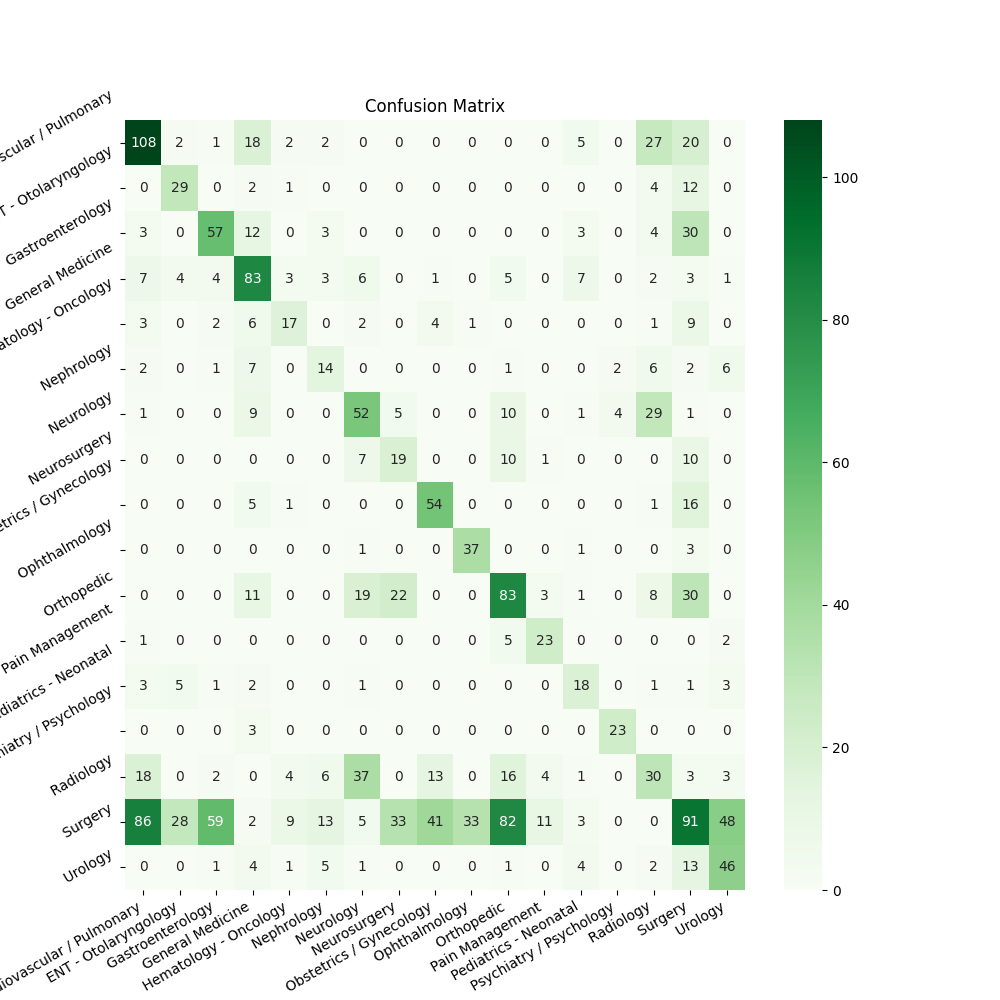 Confusion Matrix
scular / Pulmonary 108 2 1 18 2 2 0 0 0 0 0 0 5 0 27 20 0
T - Otolaryngology 0 29 0 2 1 0 0 0 0 0 0 0 0 0 4 12 0
Gastroenterology 3 0 57 12 0 3 0 0 0 0 0 0 3 0 4 30 0
General Medicine 7 4 4 83 3 3 6 0 1 0 5 0 7 0 2 3 1
atology - Oncology 3 0 2 6 17 0 2 0 4 1 0 0 0 0 1 9 0
Nephrology 2 0 1 7 0 14 0 0 0 0 1 0 0 2 6 2 6
Neurology 1 0 0 9 0 0 52 5 0 0 10 0 1 4 29 1 0
Neurosurgery 0 0 0 0 0 0 7 19 0 0 10 1 0 0 0 10 0
etrics / Gynecology 0 0 0 5 1 0 0 0 54 0 0 0 0 0 1 16 0
Ophthalmology 0 0 0 0 0 0 1 0 0 37 0 0 1 0 0 3 0
Orthopedic 0 0 0 11 0 0 19 22 0 0 83 3 1 0 8 30 0
Pain Management 1 0 0 0 0 0 0 0 0 0 5 23 0 0 0 0 2
diatrics - Neonatal 3 5 1 2 0 0 1 0 0 0 0 0 18 0 1 1 3
hiatry / Psychology 0 0 0 3 0 0 0 0 0 0 0 0 0 23 0 0 0
Radiology 18 0 2 0 4 6 37 0 13 0 16 4 1 0 30 3 3
Surgery 86 28 59 2 9 13 5 33 41 33 82 11 3 0 0 91 48
Urology 0 0 1 4 1 5 1 0 0 0 1 0 4 0 2 13 46
diovascular / Pulmonary
ENT - Otolaryngology
Gastroenterology
General Medicine
Hematology - Oncology
Nephrology
Neurology
Neurosurgery
Obstetrics / Gynecology
Ophthalmology
Orthopedic
Pain Management
Pediatrics - Neonatal
Psychiatry / Psychology
Radiology
Surgery
Urology
100
80
60
40
20
0